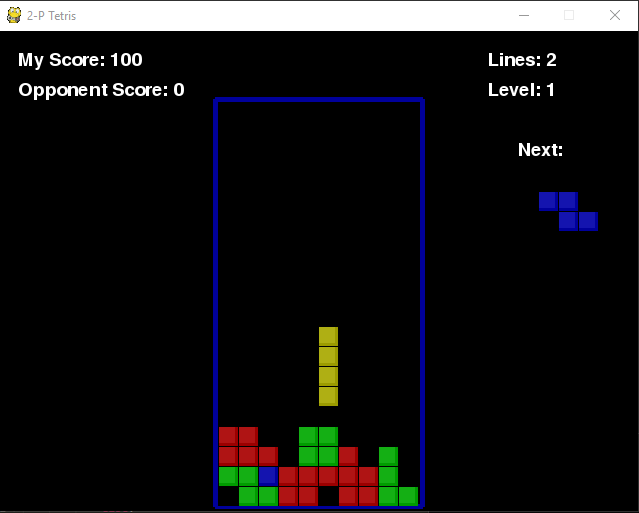 2-P Tetris
My Score: 100
Opponent Score: 0
Lines: 2
Level: 1
Next: